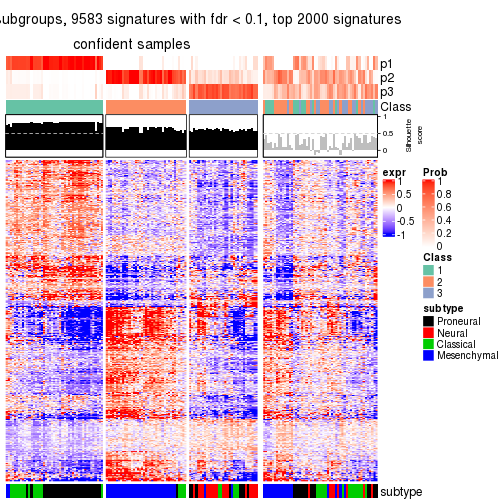 subgroups, 9583 signatures with fdr < 0.1, top 2000 signatures
confident samples
p1
p2
p3
Class
1
0.5
0
Silhouette
score
expr
1
0.5
0
-0.5
-1
Prob
1
0.8
0.6
0.4
0.2
0
Class
1
2
3
subtype
Proneural
Neural
Classical
Mesenchymal
subtype